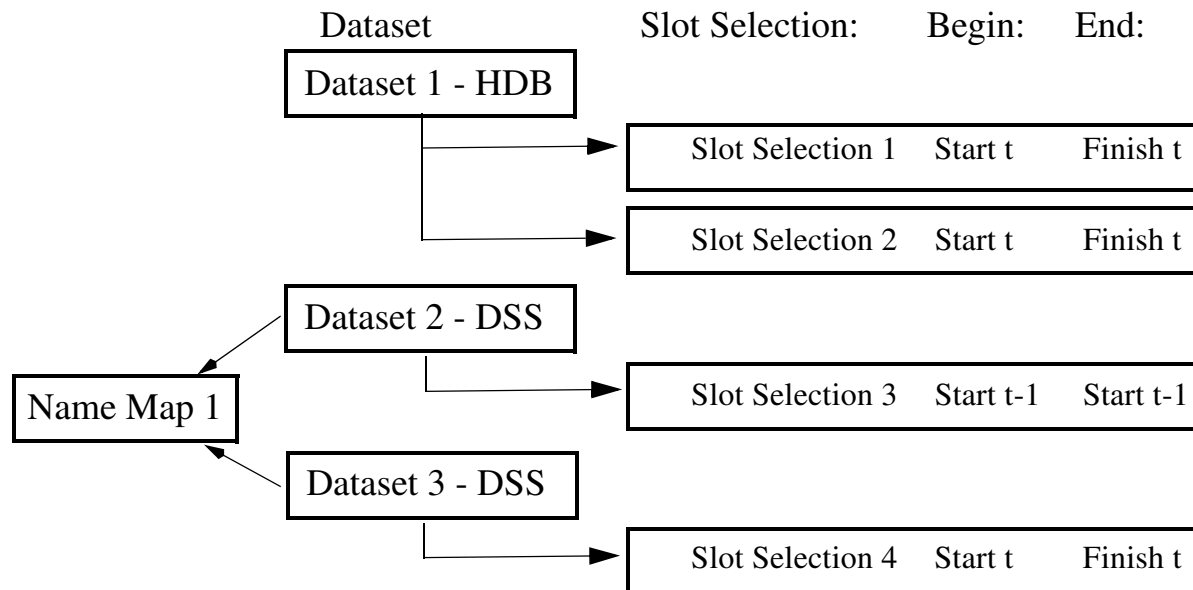 Dataset Slot Selection: Begin: End:
Dataset 1 - HDB
Slot Selection 1 Start t Finish t
Slot Selection 2 Start t Finish t
Dataset 2 - DSS
Slot Selection 3 Start t-1 Start t-1
Name Map 1
Dataset 3 - DSS
Slot Selection 4 Start t Finish t